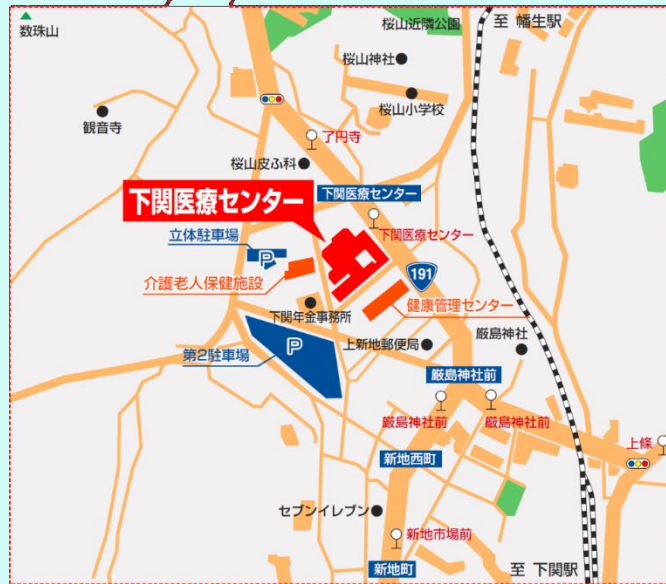 数珠山
桜山近隣公園
至 幡生駅
桜山神社
桜山小学校
観音寺
了円寺
桜山皮ふ科
下関医療センター
下関医療センター
立体駐車場
P
下関医療センター
介護老人保健施設
191
健康管理センター
下関年金事務所
上新地郵便局
厳島神社
第2駐車場
P
厳島神社前
厳島神社前
厳島神社前
上條
新地西町
セブンイレブン
新地市場前
新地町
至 下関駅